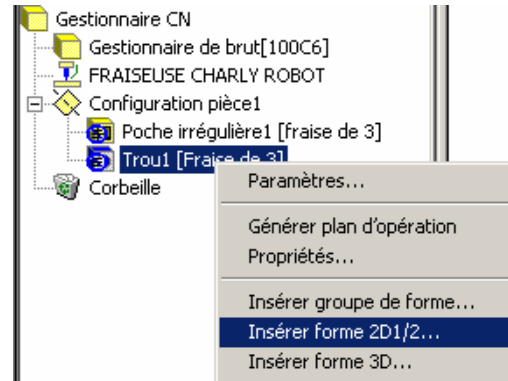 Gestionnaire CN
Gestionnaire de brut[100C6]
FRAISEUSE CHARLY ROBOT
Configuration pièce1
Poche irrégulière1 [fraise de 3]
Trou1 [Fraise de 3]
Corbeille
Paramètres...
Générer plan d'opération
Propriétés...
Insérer groupe de forme...
Insérer forme 2D1/2...
Insérer forme 3D...